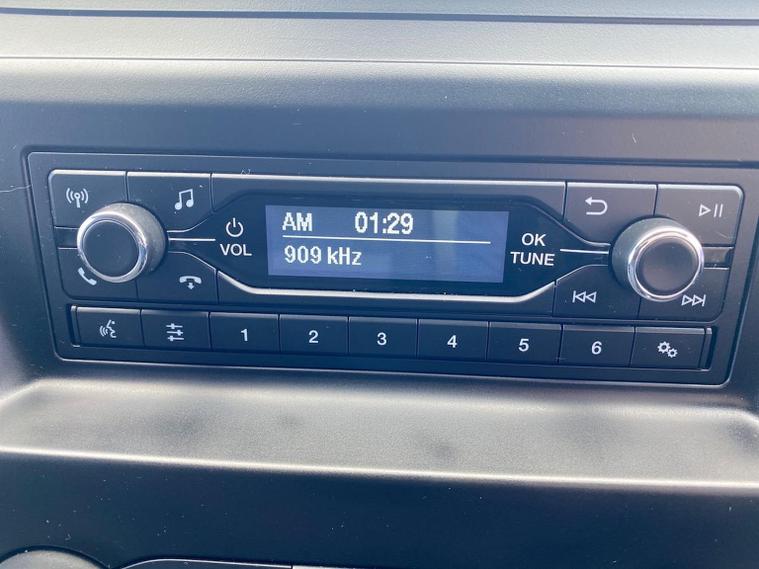 AM 01:29
909 kHz
VOL
OK
TUNE
1 2 3 4 5 6